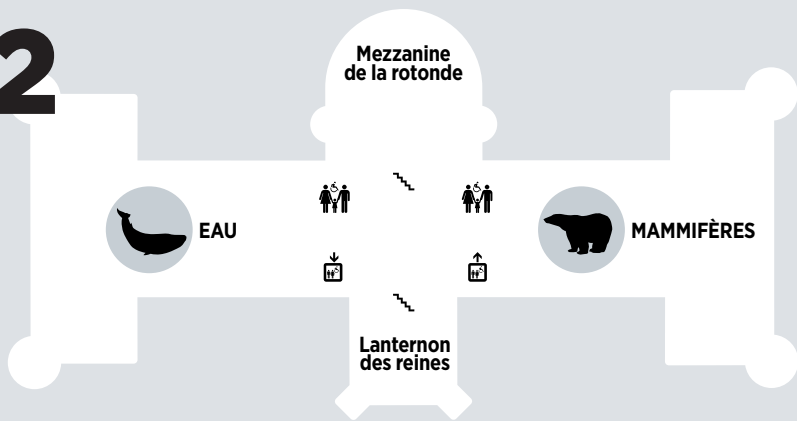 2
Mezzanine
de la rotonde
EAU
MAMMIFÈRES
Lanternon
des reines